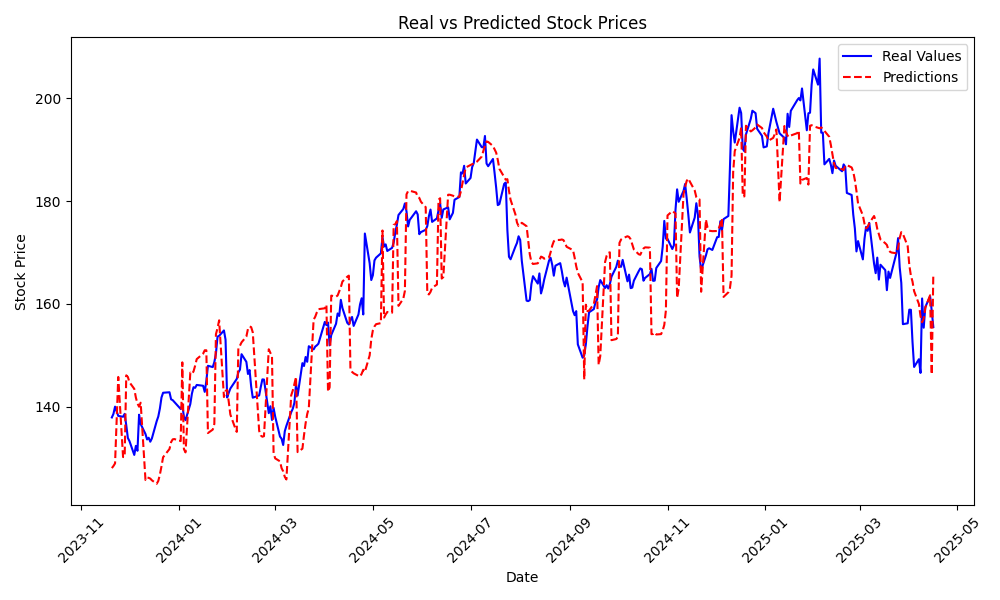 Real vs Predicted Stock Prices
Real Values
Predictions
Stock Price
200
180
160
140
2023-11
2024-01
2024-03
2024-05
2024-07
2024-09
2024-11
2025-01
2025-03
2025-05
Date